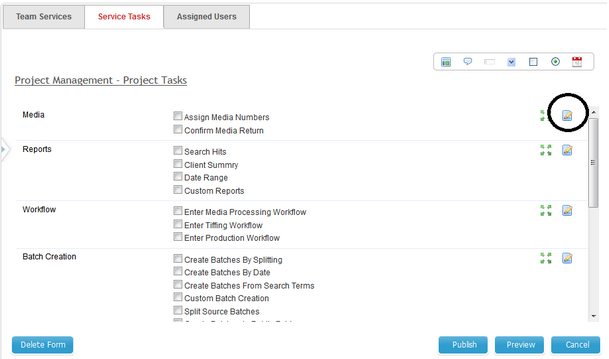 Team Services Service Tasks Assigned Users
Project Management - Project Tasks
Media
Assign Media Numbers
Confirm Media Return
Reports
Search Hits
Client Summry
Date Range
Custom Reports
Workflow
Enter Media Processing Workflow
Enter Tiffing Workflow
Enter Production Workflow
Batch Creation
Create Batches By Splitting
Create Batches By Date
Create Batches From Search Terms
Custom Batch Creation
Split Source Batches
Delete Form Publish Preview Cancel